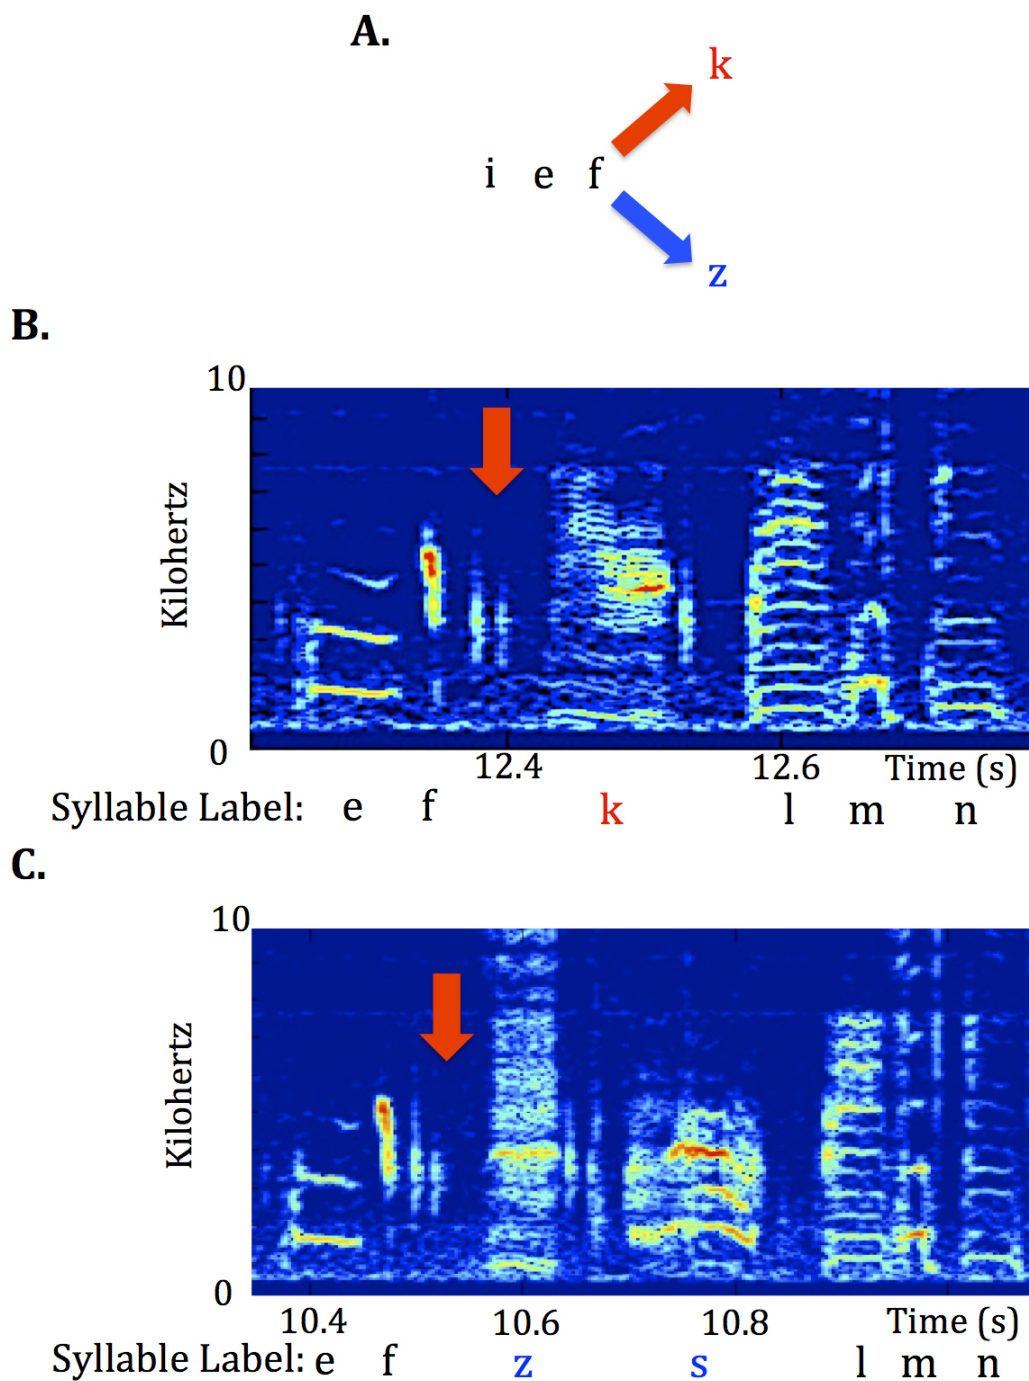 A.
k
i e f
z
B.
10
Kilohertz
0
12.4 12.6 Time (s)
Syllable Label: e f k l m n
C.
10
Kilohertz
0
10.4 10.6 10.8 Time (s)
Syllable Label: e f z s l m n